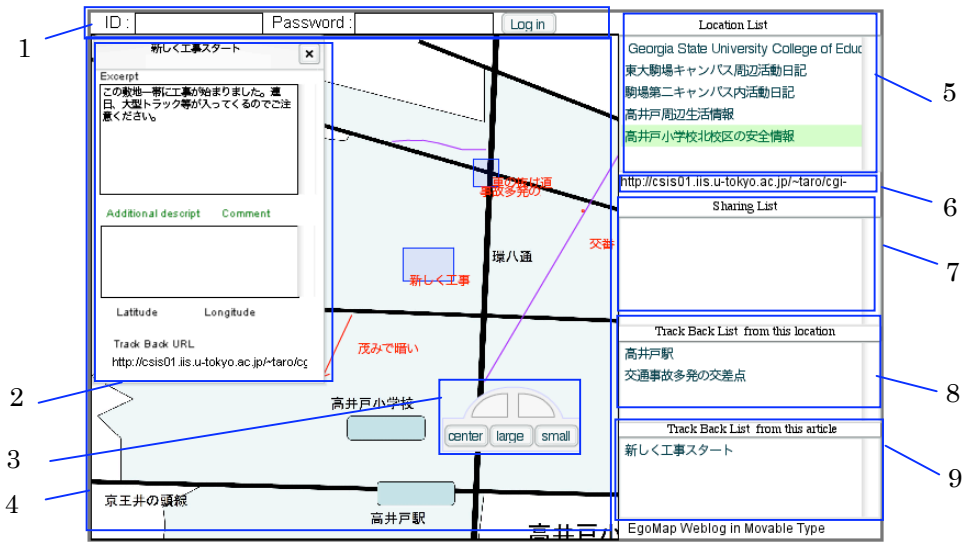 ID :
Password :
Log in
1
新しく工事スタート
×
Excerpt
この敷地一帯に工事が始まりました。連
日、大型トラック等が入ってくるのでご注
意ください。
Additional descript
Comment
Latitude
Longitude
Track Back URL
http://csis01.iis.u-tokyo.ac.jp/~taro/cg
2
3
4
事故多発の
環八通
交番
新しく工事
茂みで暗い
高井戸小学校
center
large
small
京王井の頭線
高井戸駅
高井戸小
Location List
Georgia State University College of Educ
東大駒場キャンパス周辺活動日記
駒場第二キャンパス内活動日記
高井戸周辺生活情報
高井戸小学校北校区の安全情報
5
http://csis01.iis.u-tokyo.ac.jp/~taro/cgi-
6
Sharing List
7
Track Back List from this location
高井戸駅
交通事故多発の交差点
8
Track Back List from this article
新しく工事スタート
9
EgoMap Weblog in Movable Type